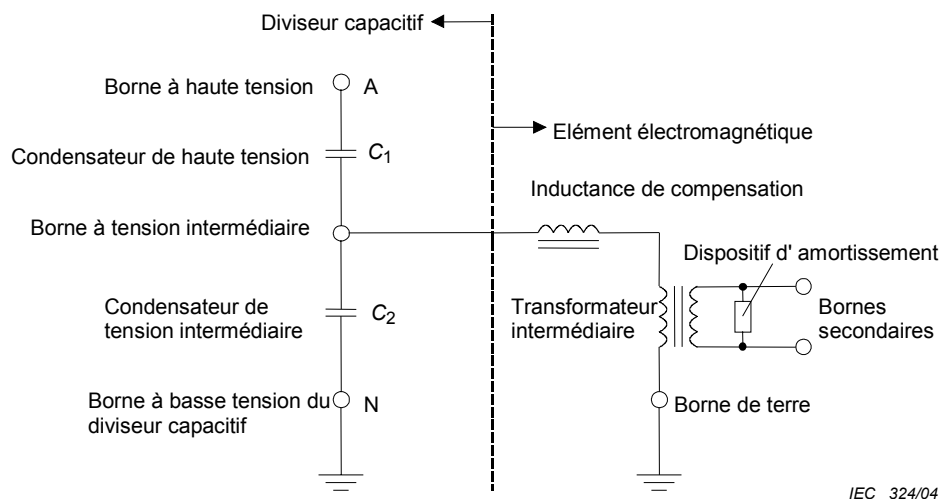 Diviseur capacitif
Borne à haute tension
A
Elément électromagnétique
Condensateur de haute tension
C1
Inductance de compensation
Borne à tension intermédiaire
Dispositif d' amortissement
Condensateur de
tension intermédiaire
C2
Transformateur
intermédiaire
Bornes
secondaires
Borne à basse tension du
diviseur capacitif
N
Borne de terre
IEC 324/04